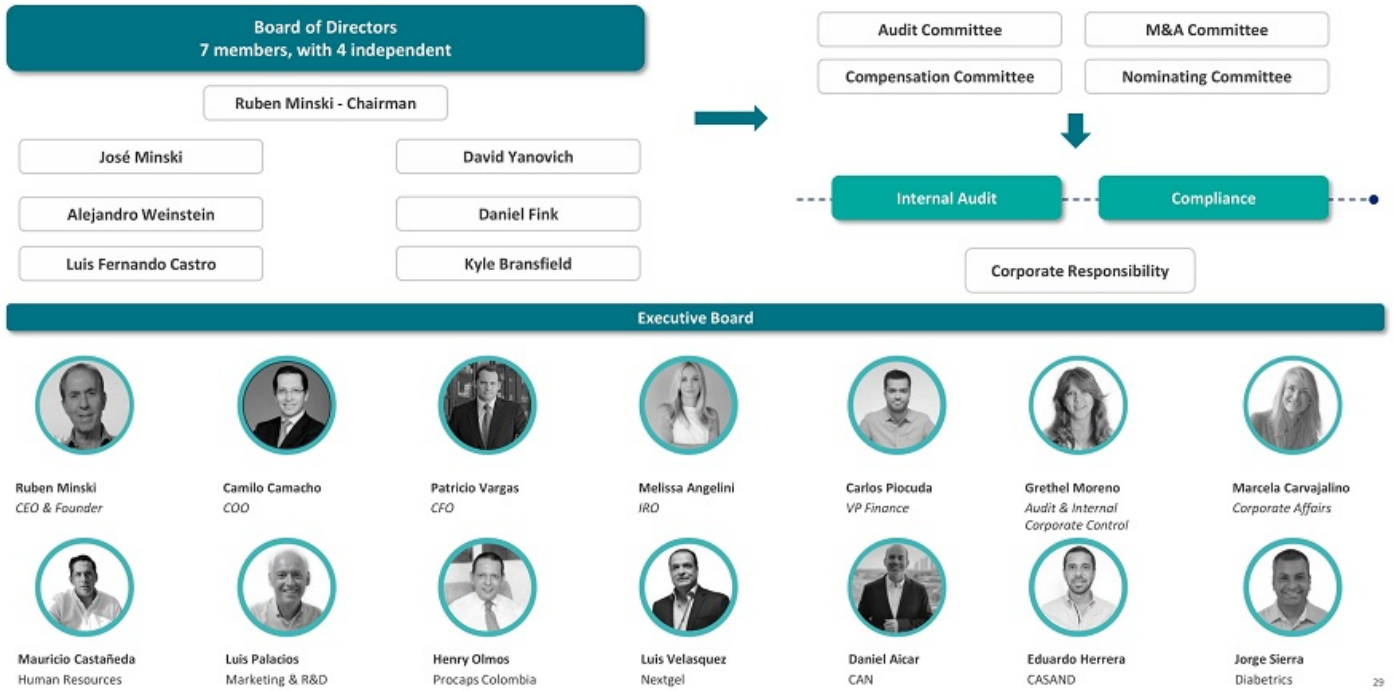 Board of Directors
7 members, with 4 independent
Ruben Minski - Chairman
José Minski
David Yanovich
Alejandro Weinstein
Daniel Fink
Luis Fernando Castro
Kyle Bransfield
Audit Committee
M&A Committee
Compensation Committee
Nominating Committee
Internal Audit
Compliance
Corporate Responsibility
Executive Board
Ruben Minski
CEO & Founder
Camilo Camacho
COO
Patricio Vargas
CFO
Melissa Angelini
IRO
Carlos Piocuda
VP Finance
Grethel Moreno
Audit & Internal
Corporate Control
Marcela Carvajalino
Corporate Affairs
Mauricio Castañeda
Human Resources
Luis Palacios
Marketing & R&D
Henry Olmos
Procaps Colombia
Luis Velasquez
Nextgel
Daniel Aicar
CAN
Eduardo Herrera
CASAND
Jorge Sierra
Diabetrics
29